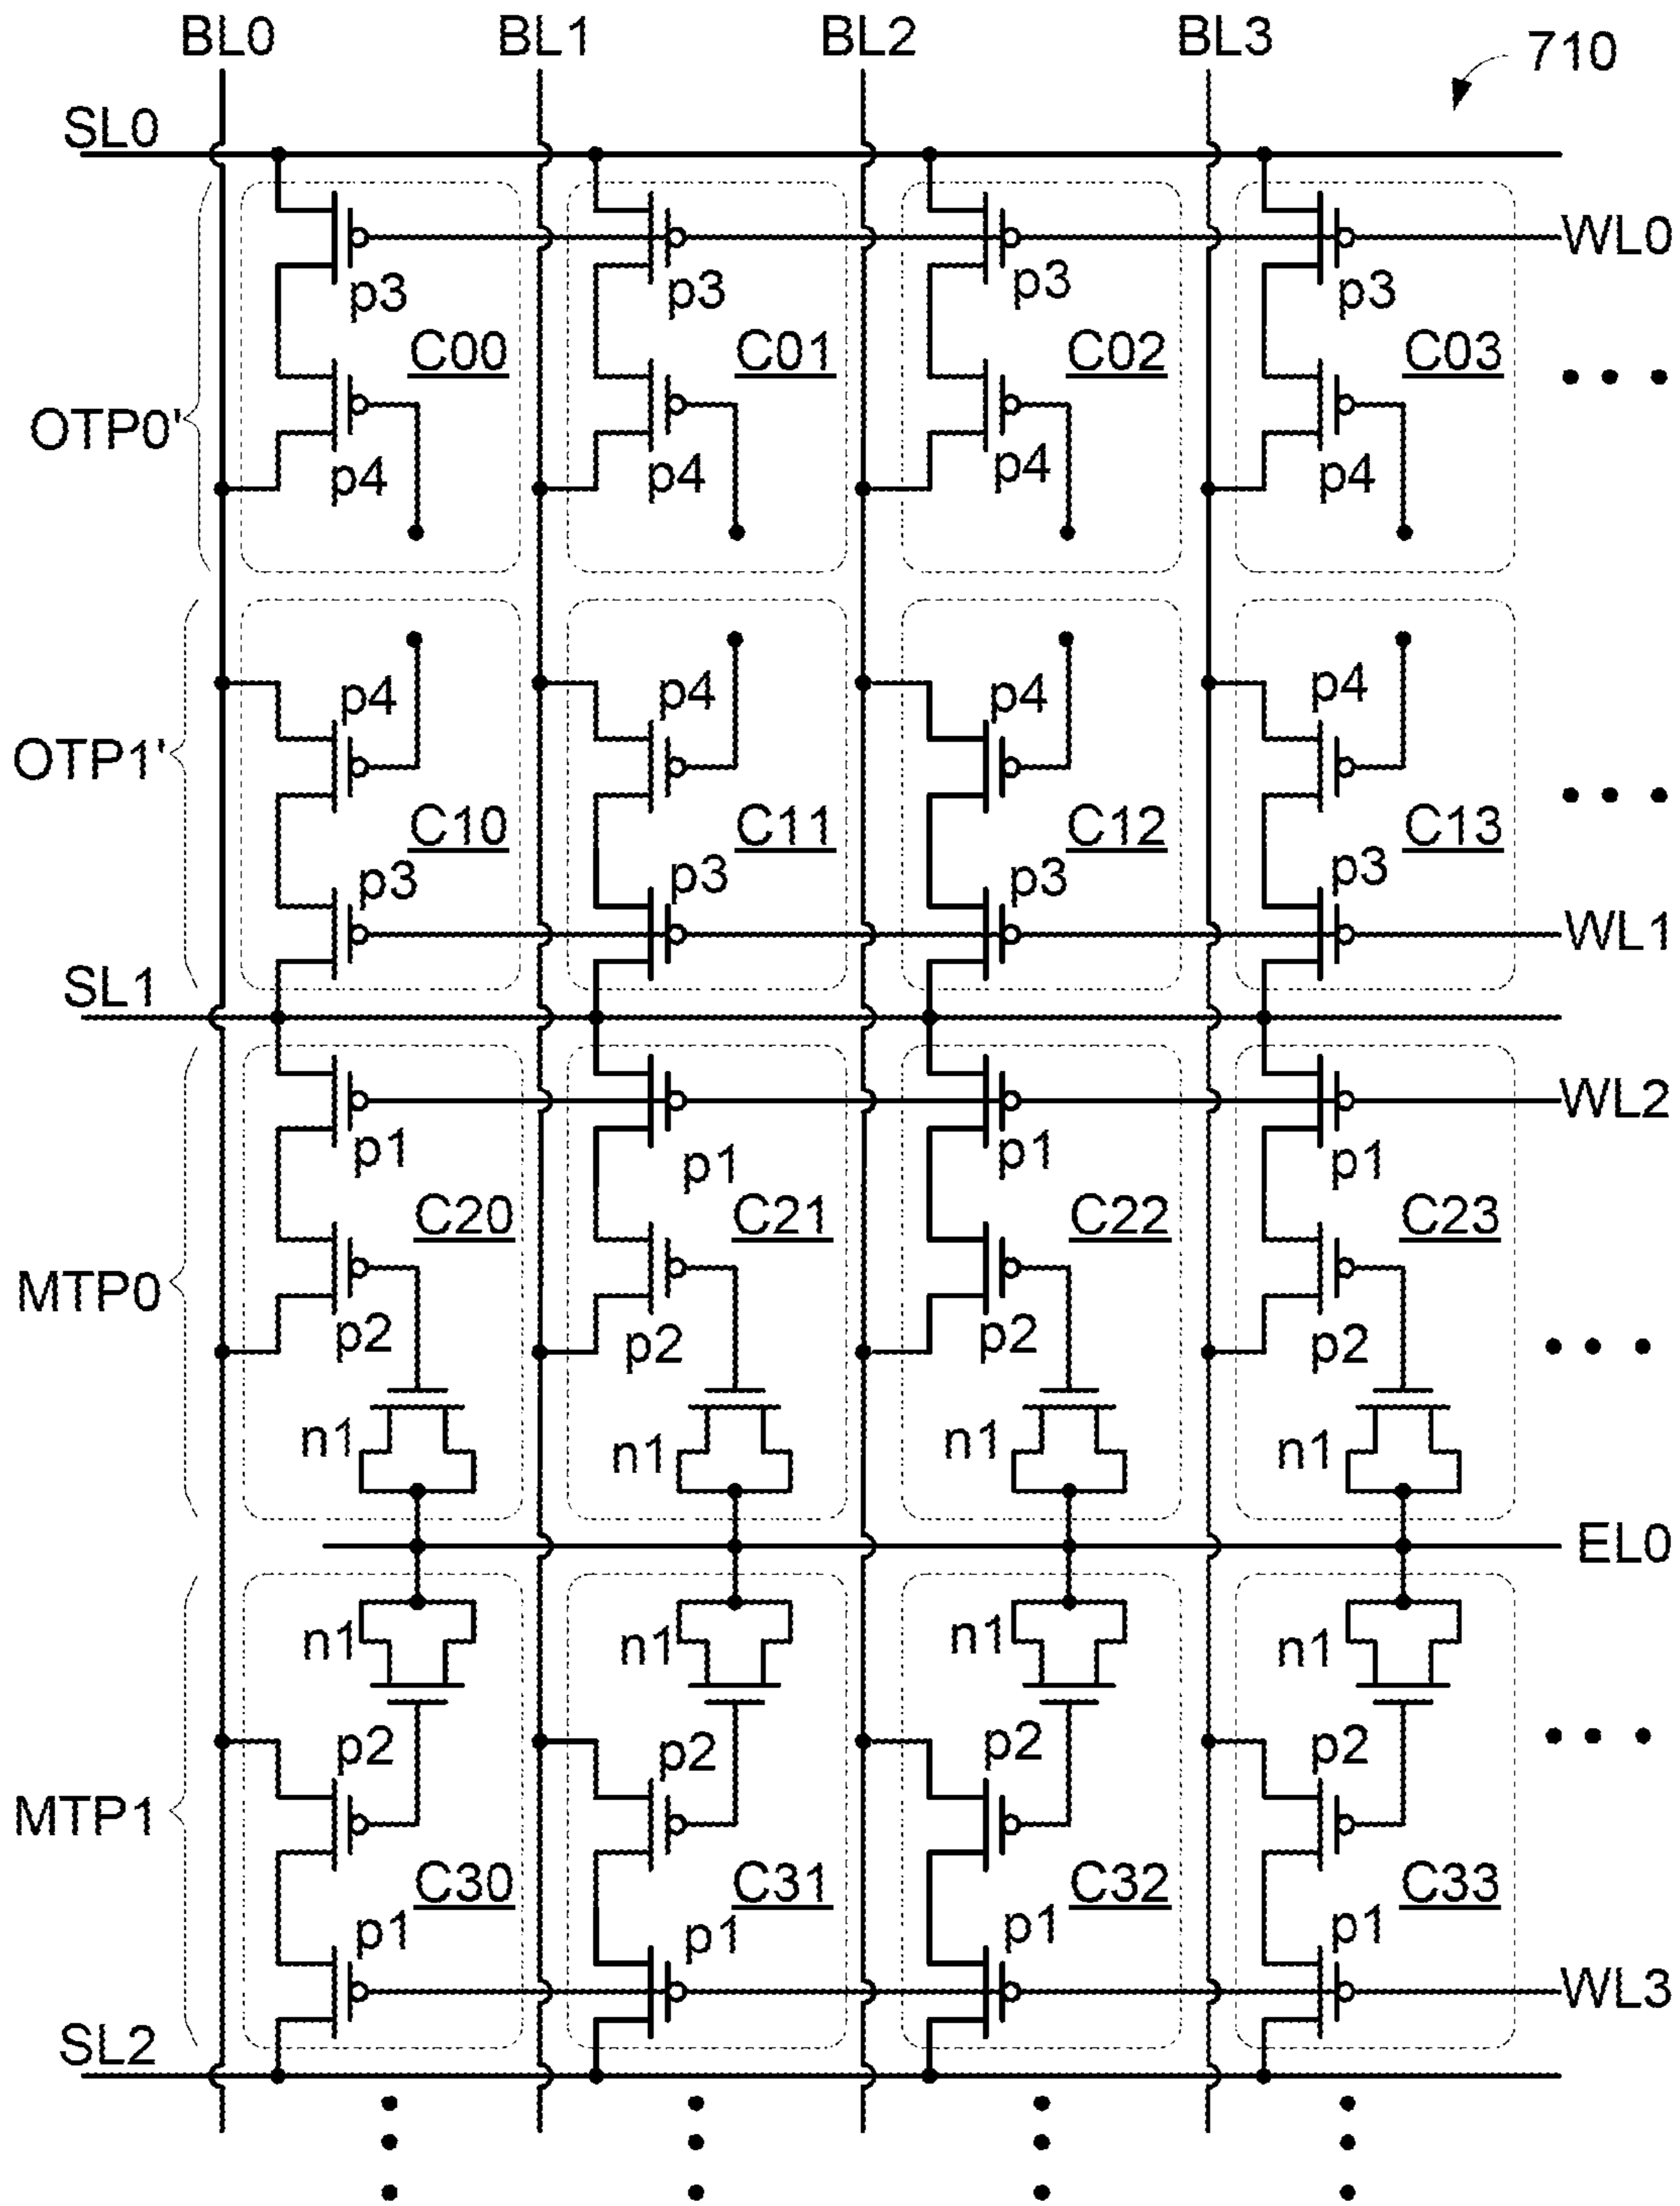 BL0 BL1 BL2 BL3
710
SL0
WL0
p3 p3 p3 p3
C00 C01 C02 C03
OTP0'
p4 p4 p4 p4
p4 p4 p4 p4
OTP1'
C10 C11 C12 C13
p3 p3 p3 p3
WL1
SL1
WL2
p1 p1 p1 p1
C20 C21 C22 C23
MTP0
p2 p2 p2 p2
n1 n1 n1 n1
EL0
n1 n1 n1 n1
p2 p2 p2 p2
MTP1
C30 C31 C32 C33
p1 p1 p1 p1
WL3
SL2